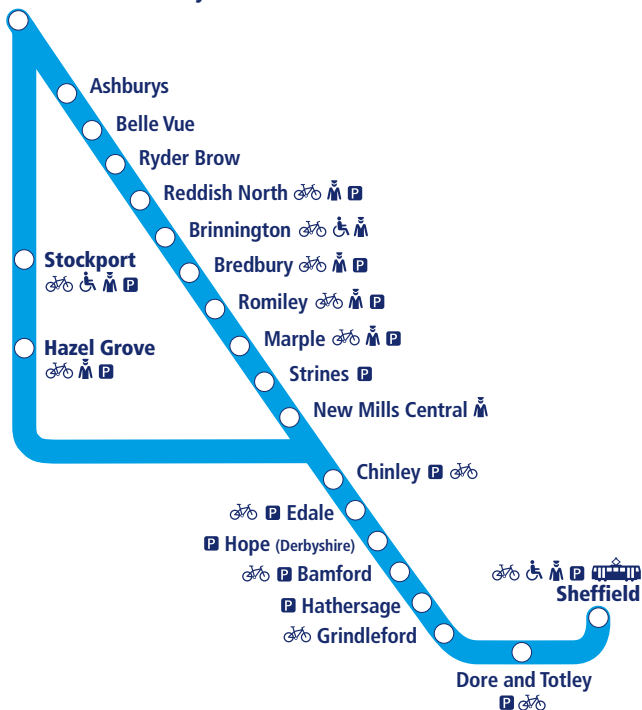 Ashburys
Belle Vue
Ryder Brow
Reddish North P
Brinnington
Stockport
P
Bredbury P
Romiley P
Marple P
Hazel Grove
P
Strines P
New Mills Central
Chinley P
P Edale
P Hope (Derbyshire)
P Bamford
P
Sheffield
P Hathersage
Grindleford
Dore and Totley
P